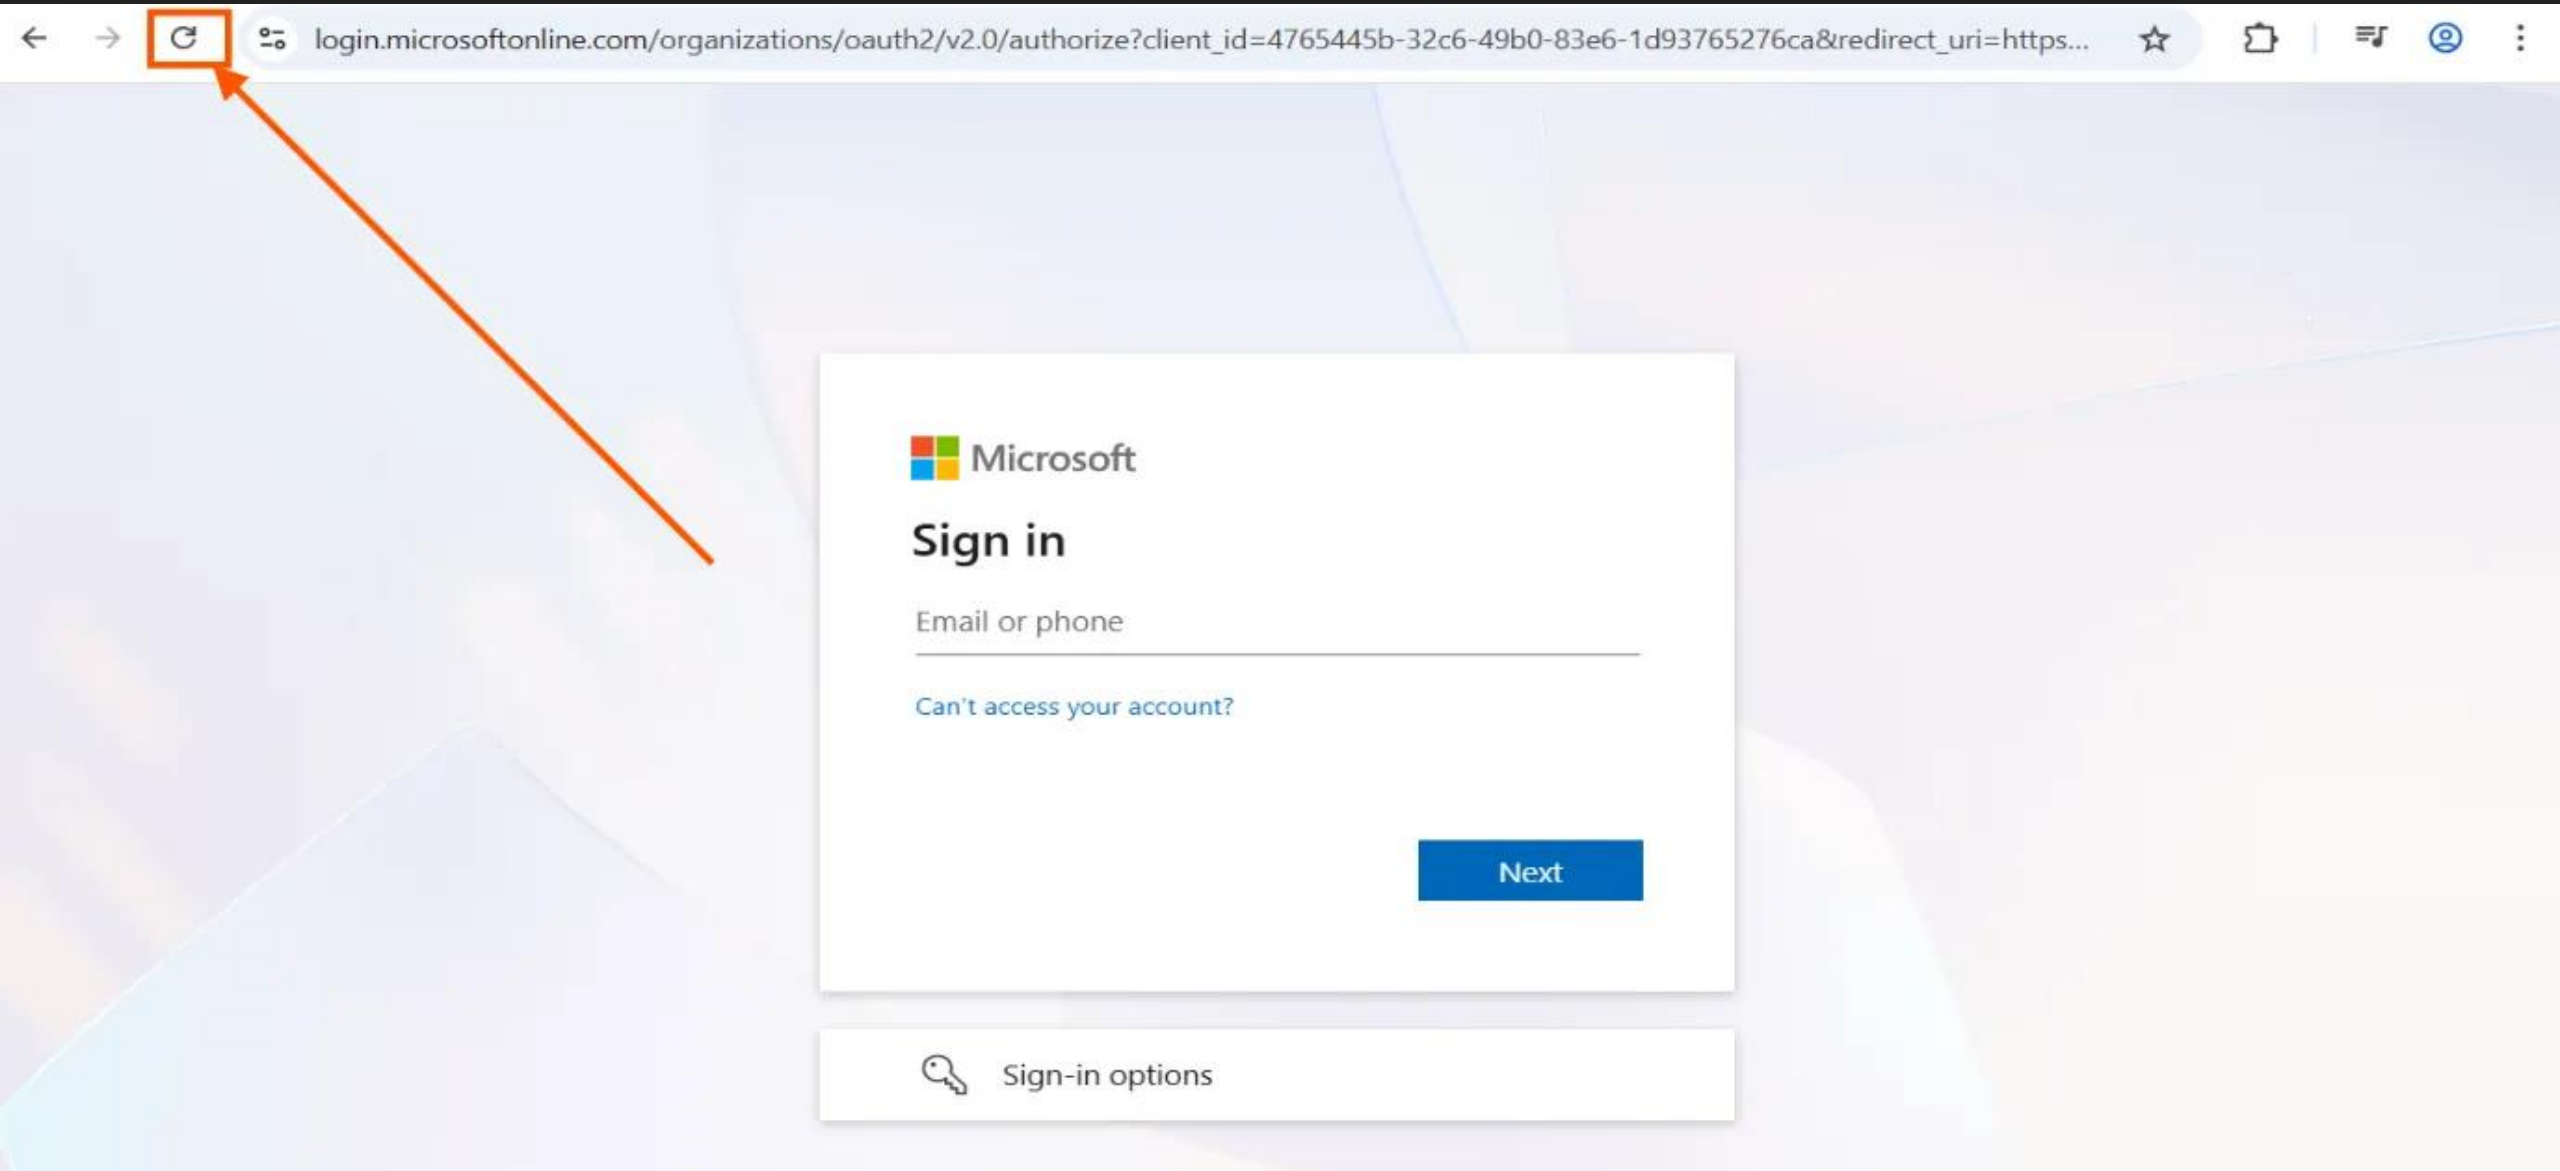 login.microsoftonline.com/organizations/oauth2/v2.0/authorize?client_id=4765445b-32c6-49b0-83e6-1d93765276ca&redirect_uri=https...
Microsoft
Sign in
Email or phone
Can't access your account?
Next
Sign-in options